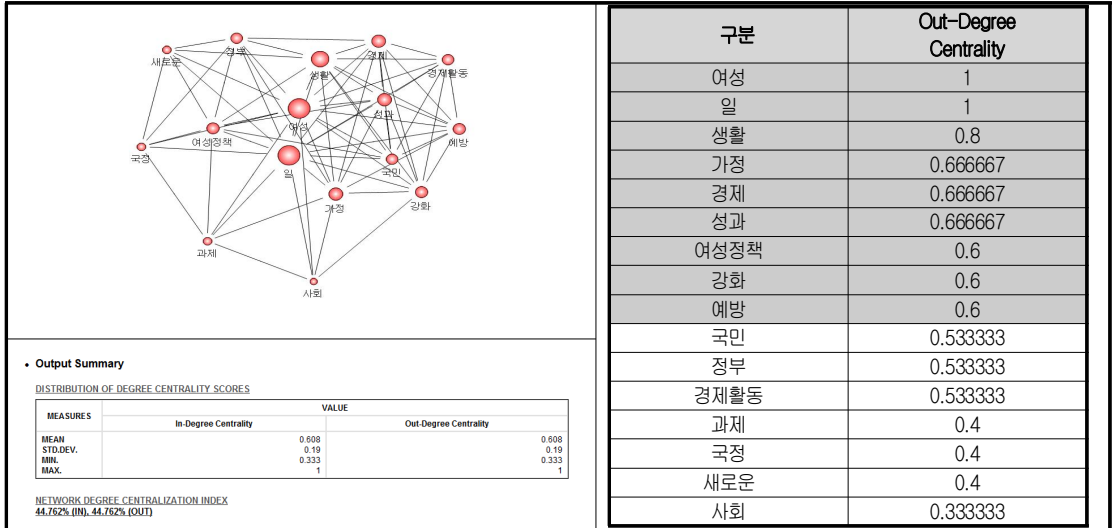 정부
새로운
생활
경제
경제활동
여성
성과
예방
여성정책
국정
일
국민
가정
강화
과제
사회
• Output Summary
DISTRIBUTION OF DEGREE CENTRALITY SCORES
MEASURES VALUE
In-Degree Centrality Out-Degree Centrality
MEAN 0.608 0.608
STD.DEV. 0.19 0.19
MIN. 0.333 0.333
MAX. 1 1
NETWORK DEGREE CENTRALIZATION INDEX
44.762% (IN), 44.762% (OUT)
구분 Out-Degree
Centrality
여성 1
일 1
생활 0.8
가정 0.666667
경제 0.666667
성과 0.666667
여성정책 0.6
강화 0.6
예방 0.6
국민 0.533333
정부 0.533333
경제활동 0.533333
과제 0.4
국정 0.4
새로운 0.4
사회 0.333333